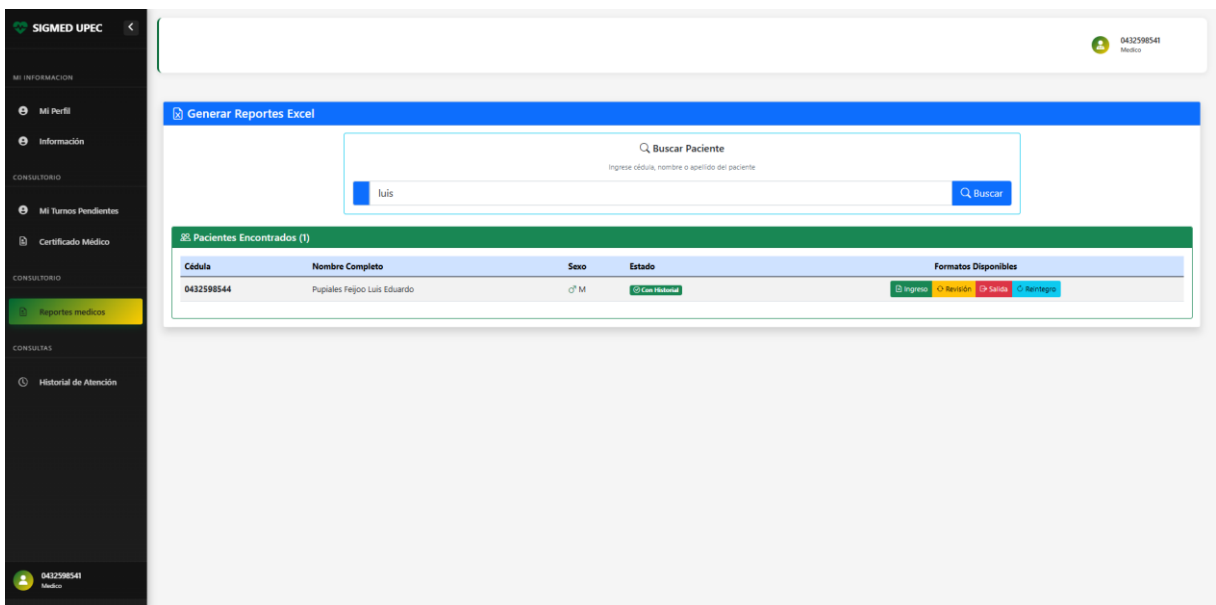 SIGMED UPEC
MI INFORMACION
Mi Perfil
Información
CONSULTORIO
Mi Turnos Pendientes
Certificado Médico
CONSULTORIO
Reportes medicos
CONSULTAS
Historial de Atención
0432598541
Medico
0432598541
Medico
Generar Reportes Excel
Buscar Paciente
Ingrese cédula, nombre o apellido del paciente
luis Buscar
Pacientes Encontrados (1)
Cédula Nombre Completo Sexo Estado Formatos Disponibles
0432598544 Pupiales Feijoo Luis Eduardo ♂ M Con Historial Ingreso Revisión Salida Reintegro